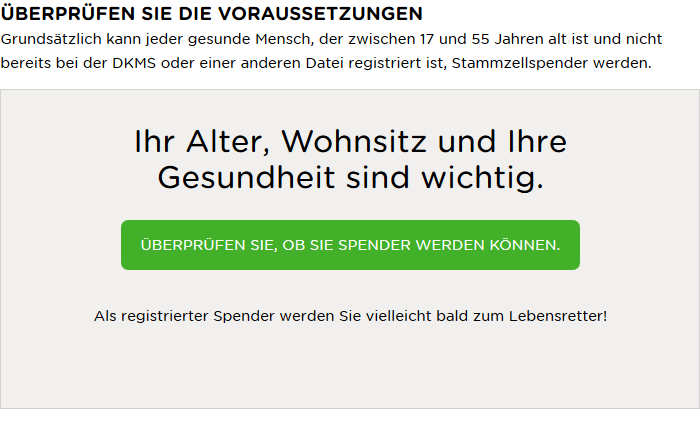 ÜBERPRÜFEN SIE DIE VORAUSSETZUNGEN
Grundsätzlich kann jeder gesunde Mensch, der zwischen 17 und 55 Jahren alt ist und nicht
bereits bei der DKMS oder einer anderen Datei registriert ist, Stammzellspender werden.
Ihr Alter, Wohnsitz und Ihre
Gesundheit sind wichtig.
ÜBERPRÜFEN SIE, OB SIE SPENDER WERDEN KÖNNEN.
Als registrierter Spender werden Sie vielleicht bald zum Lebensretter!